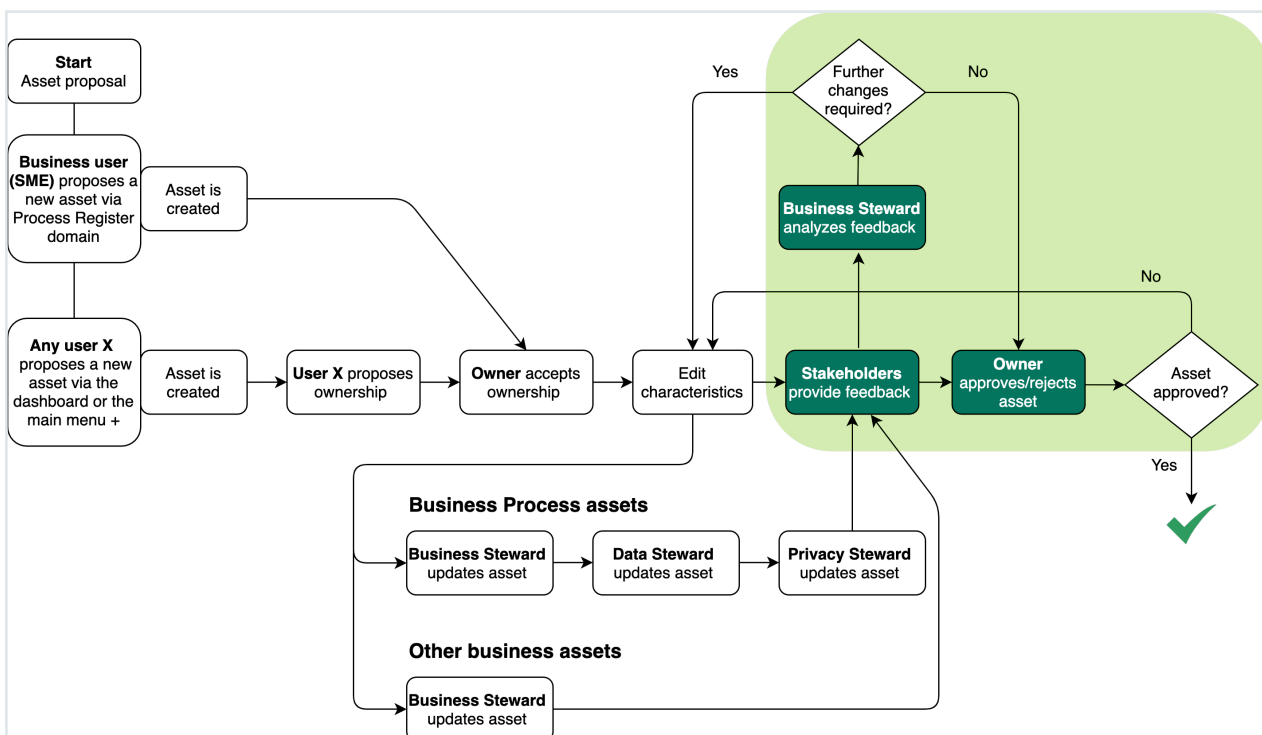 Start
Asset proposal
Business user
(SME) proposes a
new asset via
Process Register
domain
Asset is
created
Any user X
proposes a new
asset via the
dashboard or the
main menu +
Asset is
created
User X proposes
ownership
Owner accepts
ownership
Edit
characteristics
Stakeholders
provide feedback
Business Steward
analyzes feedback
Further
changes
required?
Yes
No
Owner
approves/rejects
asset
Asset
approved?
No
Yes
Business Process assets
Business Steward
updates asset
Data Steward
updates asset
Privacy Steward
updates asset
Other business assets
Business Steward
updates asset